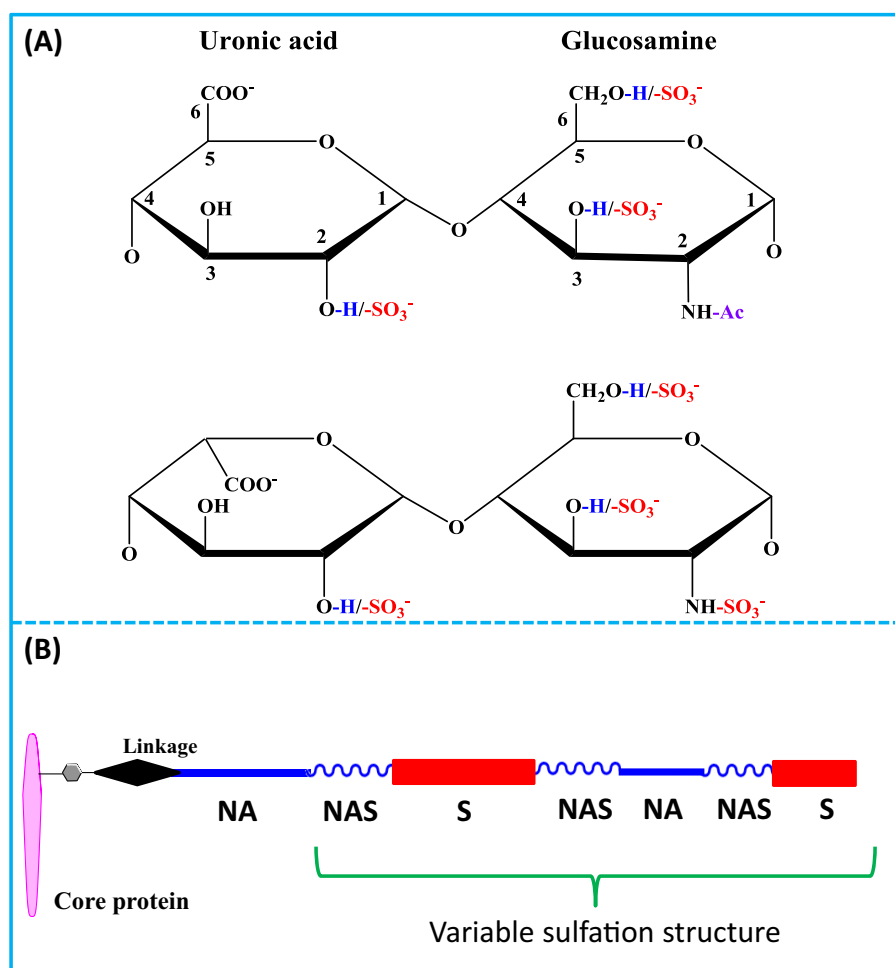 (A)
Uronic acid Glucosamine
COO⁻ CH₂O-H/-SO₃⁻
6 6
5 O 5 O
4 OH 1 4 O-H/-SO₃⁻ 1
2 2
O 3 O 3 O
O-H/-SO₃⁻ NH-Ac
CH₂O-H/-SO₃⁻
O O
COO⁻
OH O-H/-SO₃⁻
O O O
O-H/-SO₃⁻ NH-SO₃⁻
(B)
Linkage
NA NAS S NAS NA NAS S
Core protein
Variable sulfation structure